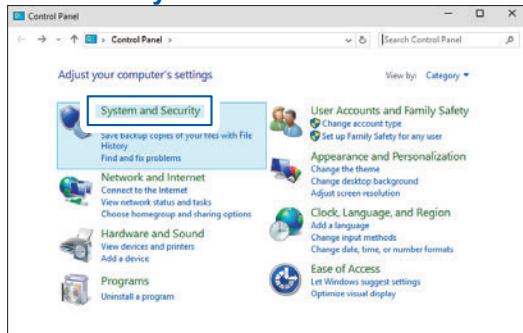 Control Panel
Control Panel
Search Control Panel
Adjust your computer's settings
View by: Category
System and Security
Save backup copies of your files with File
History
Find and fix problems
Network and Internet
Connect to the Internet
View network status and tasks
Choose homegroup and sharing options
Hardware and Sound
View devices and printers
Add a device
Programs
Uninstall a program
User Accounts and Family Safety
Change account type
Set up Family Safety for any user
Appearance and Personalization
Change the theme
Change desktop background
Adjust screen resolution
Clock, Language, and Region
Add a language
Change input methods
Change date, time, or number formats
Ease of Access
Let Windows suggest settings
Optimize visual display